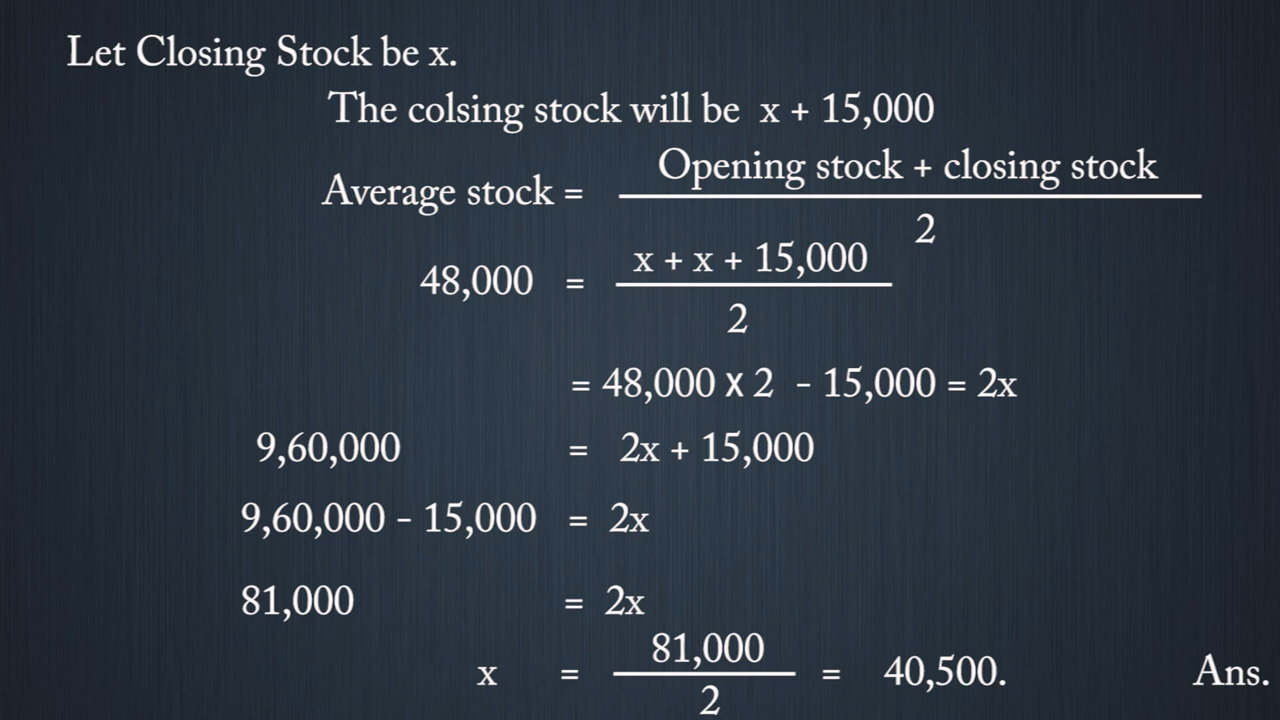 Let Closing Stock be x.
The colsing stock will be x + 15,000
Opening stock + closing stock
Average stock =
2
x + x + 15,000
48,000 =
2
= 48,000 x 2 - 15,000 = 2x
9,60,000 = 2x + 15,000
9,60,000 - 15,000 = 2x
81,000 = 2x
81,000
x = = 40,500. Ans.
2